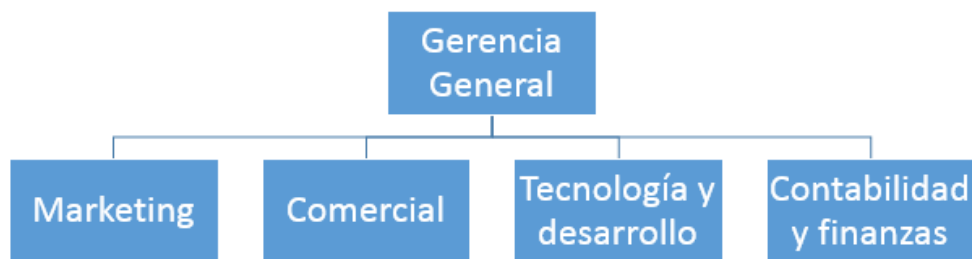 Gerencia
General
Marketing
Comercial
Tecnología y
desarrollo
Contabilidad
y finanzas